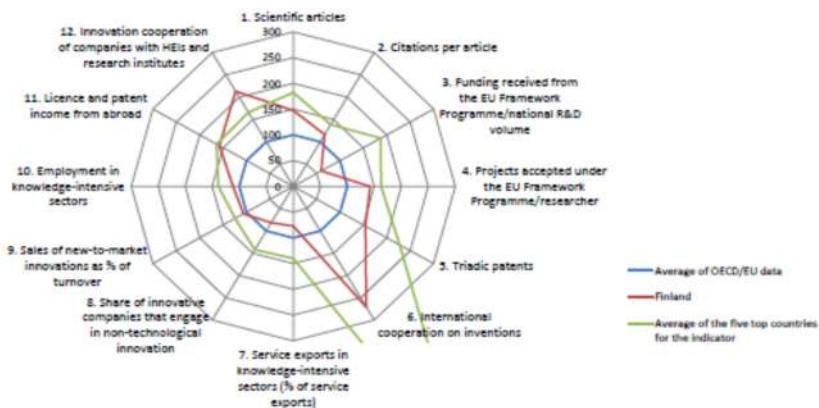 1. Scientific articles
300
250
200
150
100
50
0
2. Citations per article
3. Funding received from
the EU Framework
Programme/national R&D
volume
4. Projects accepted under
the EU Framework
Programme/researcher
5. Triadic patents
6. International
cooperation on inventions
7. Service exports in
knowledge-intensive
sectors (% of service
exports)
8. Share of innovative
companies that engage
in non-technological
innovation
9. Sales of new-to-market
innovations as % of
turnover
10. Employment in
knowledge-intensive
sectors
11. Licence and patent
income from abroad
12. Innovation cooperation
of companies with HEIs and
research institutes
Average of OECD/EU data
Finland
Average of the five top countries
for the indicator